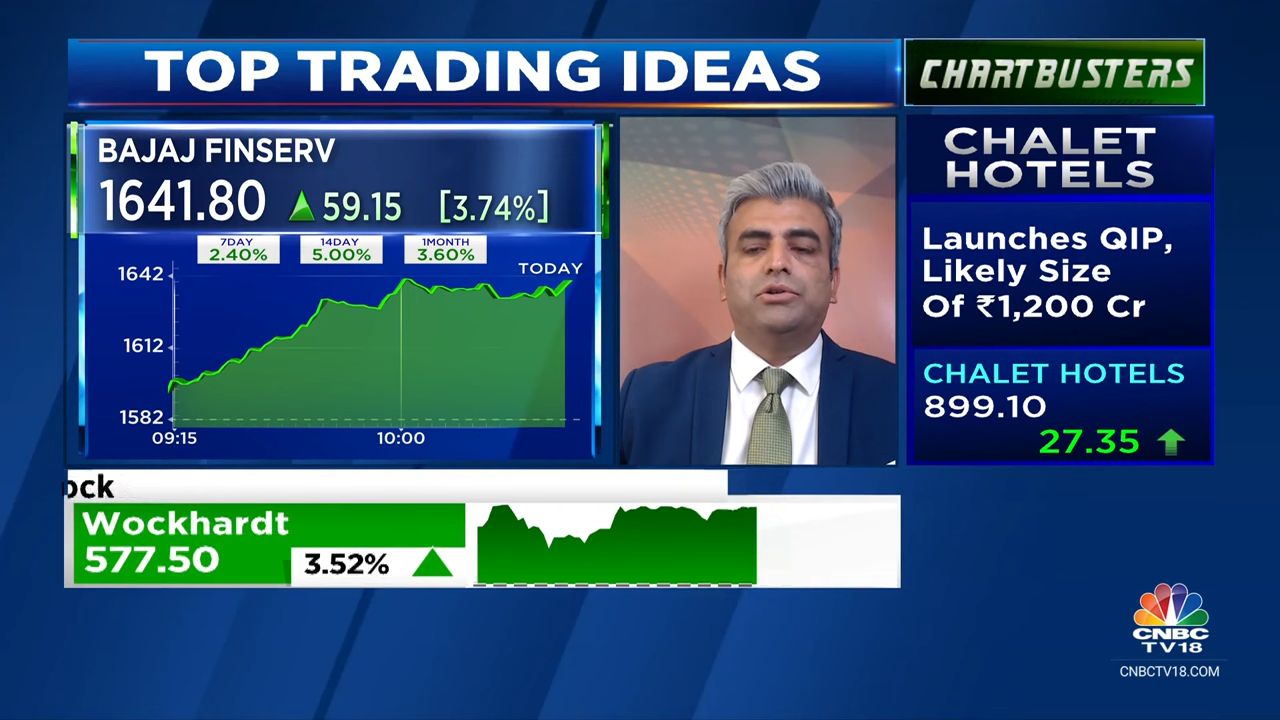 TOP TRADING IDEAS
CHARTBUSTERS
BAJAJ FINSERV
1641.80 ▲ 59.15 [3.74%]
7DAY
2.40%
14DAY
5.00%
1MONTH
3.60%
TODAY
1642
1612
1582
09:15
10:00
CHALET
HOTELS
Launches QIP,
Likely Size
Of ₹1,200 Cr
CHALET HOTELS
899.10
27.35
ock
Wockhardt
577.50
3.52%
CNBC
TV18
CNBCTV18.COM